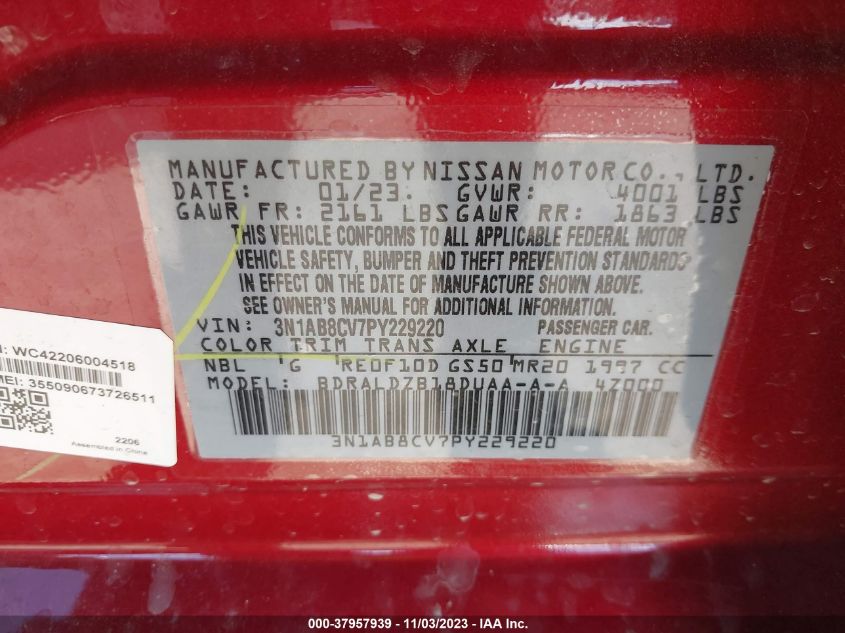 MANUFACTURED BY NISSAN MOTOR CO., LTD.
DATE: 01/23 GVWR: 4001 LBS
GAWR FR: 2161 LBS GAWR RR: 1863 LBS
THIS VEHICLE CONFORMS TO ALL APPLICABLE FEDERAL MOTOR
VEHICLE SAFETY, BUMPER AND THEFT PREVENTION STANDARDS
IN EFFECT ON THE DATE OF MANUFACTURE SHOWN ABOVE.
SEE OWNER'S MANUAL FOR ADDITIONAL INFORMATION.
VIN: 3N1AB8CV7PY229220 PASSENGER CAR.
COLOR TRIM TRANS AXLE ENGINE
NBL G RE0F10D GS50 MR20 1997 CC
MODEL: BDRALDZB18DUAA-A-A 4Z000
3N1AB8CV7PY229220
N: WC42206004518
MEI: 355090673726511
2206
Assembled in China
000-37957939 - 11/03/2023 - IAA Inc.